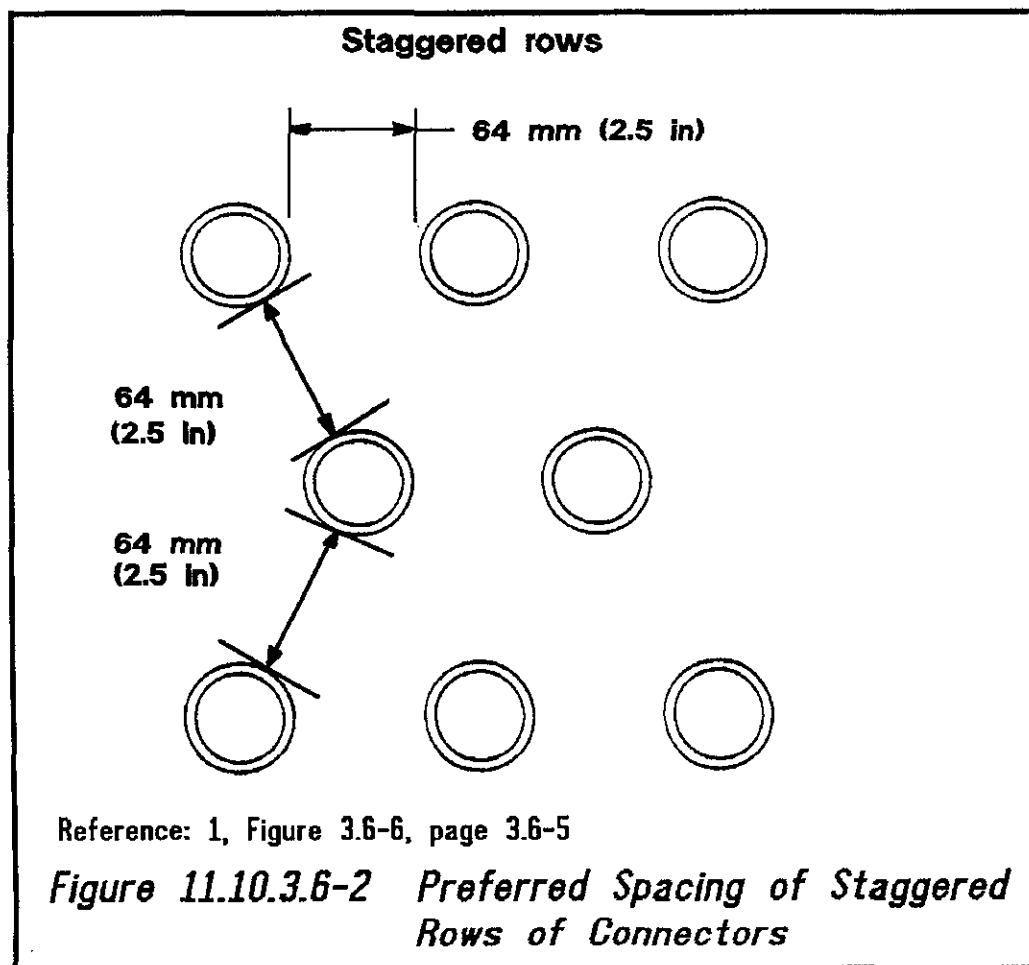 Staggered rows
64 mm (2.5 in)
64 mm
(2.5 in)
64 mm
(2.5 in)
Reference: 1, Figure 3.6-6, page 3.6-5
Figure 11.10.3.6-2 Preferred Spacing of Staggered
Rows of Connectors